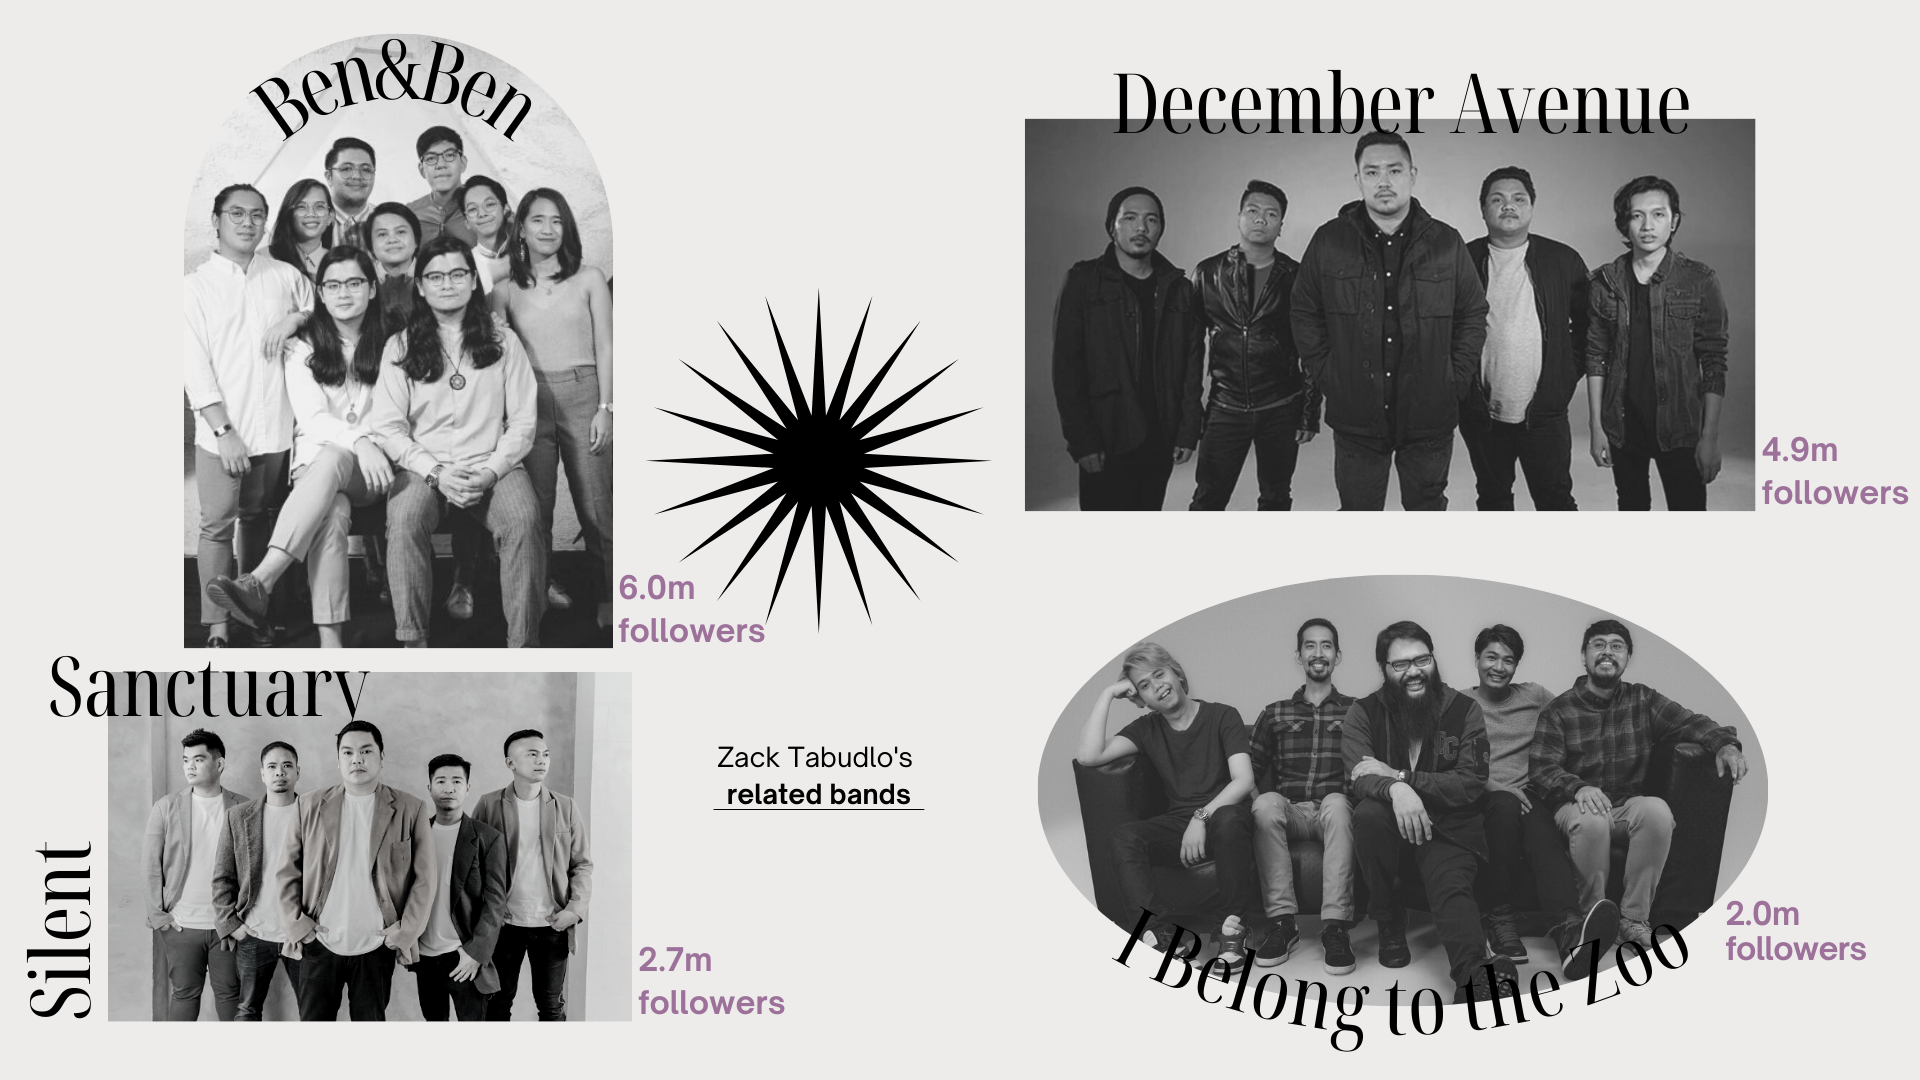 Ben&Ben
6.0m
followers
December Avenue
4.9m
followers
Silent
Sanctuary
2.7m
followers
Zack Tabudlo's
related bands
I Belong to the Zoo
2.0m
followers